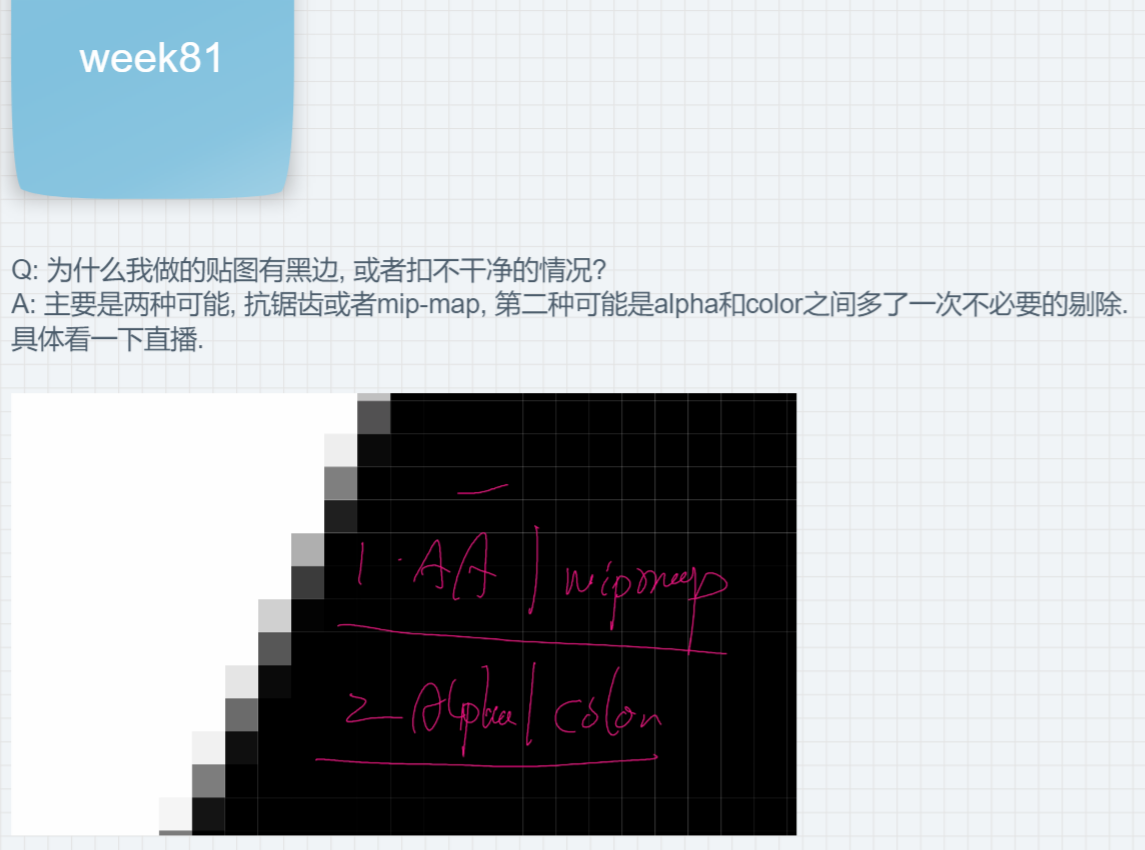 week81
Q: 为什么我做的贴图有黑边, 或者扣不干净的情况?
A: 主要是两种可能, 抗锯齿或者mip-map, 第二种可能是alpha和color之间多了一次不必要的剔除.
具体看一下直播.
1. AA | mipmap
2-Alpha | color